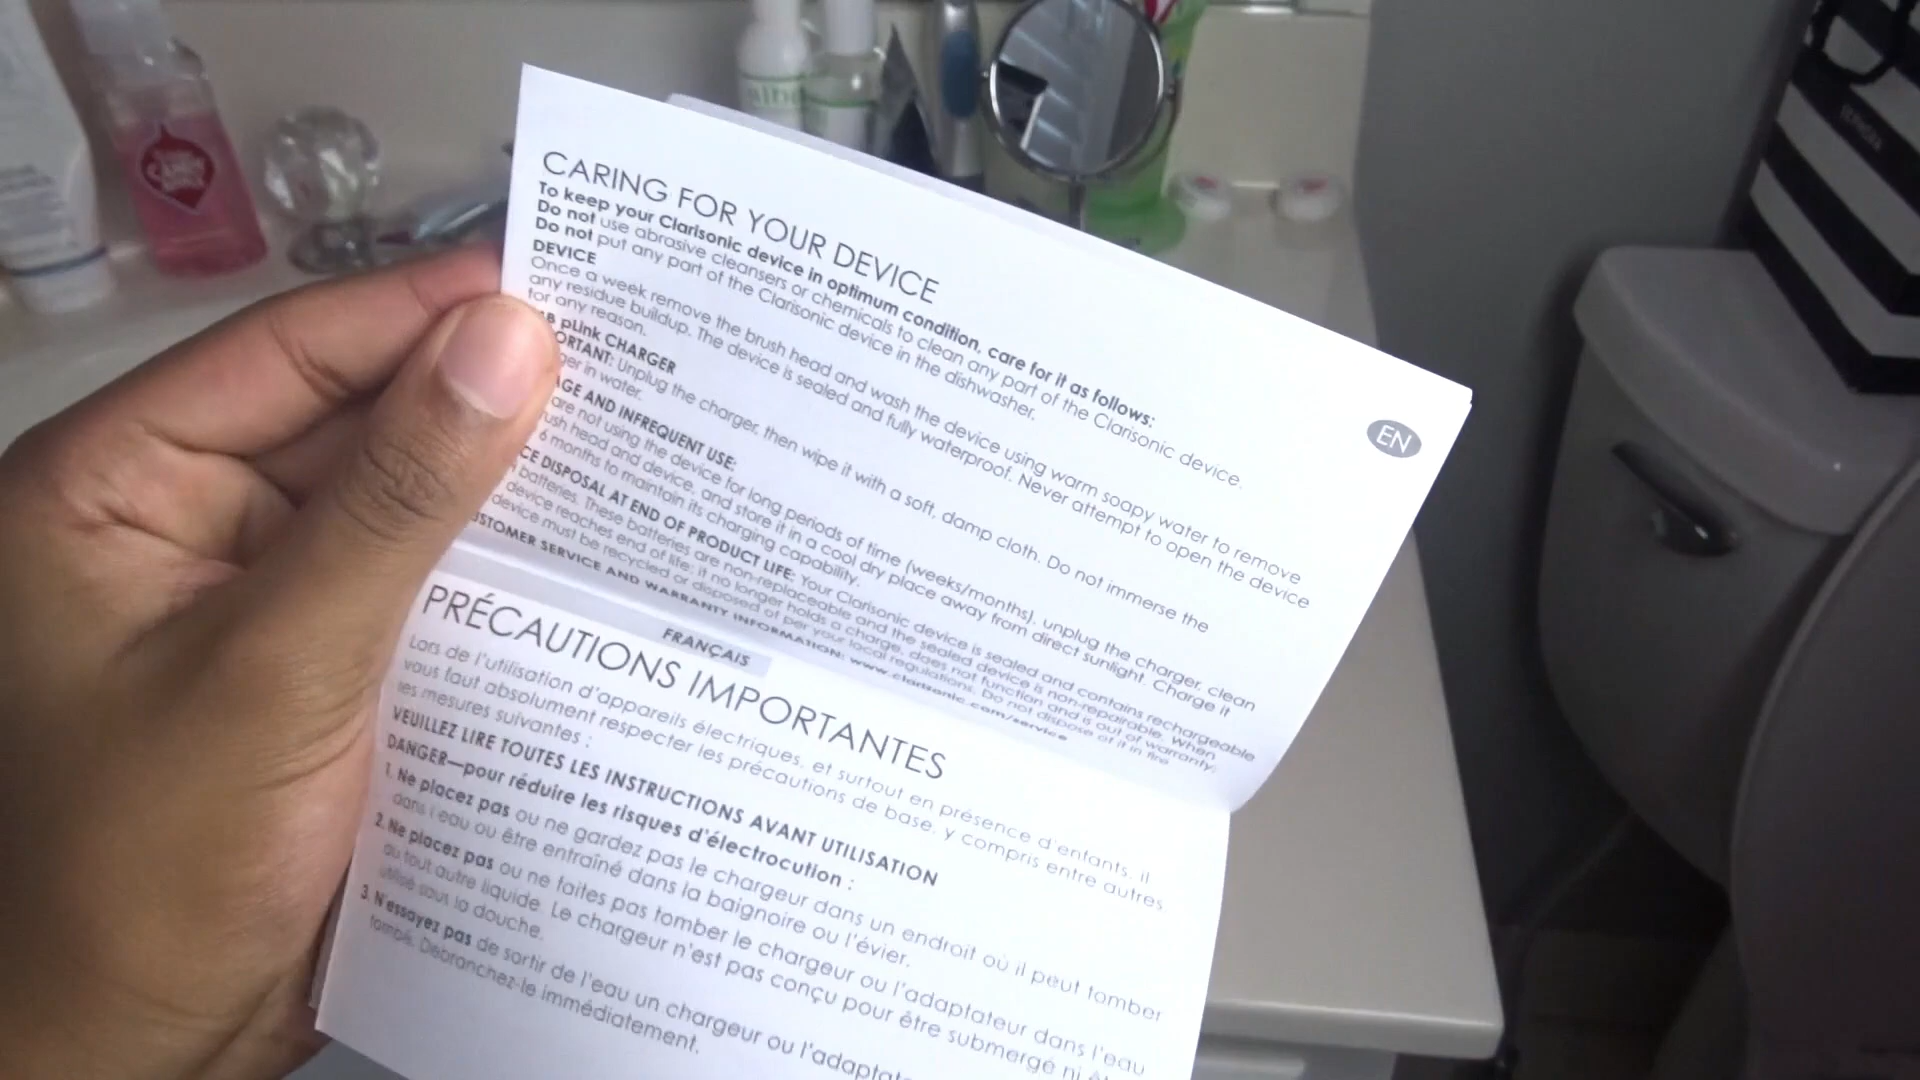 CARING FOR YOUR DEVICE
To keep your Clarisonic device in optimum condition, care for it as follows:
Do not use abrasive cleansers or chemicals to clean any part of the Clarisonic device.
Do not put any part of the Clarisonic device in the dishwasher.
DEVICE
Once a week remove the brush head and wash the device using warm soapy water to remove
any residue buildup. The device is sealed and fully waterproof. Never attempt to open the device
for any reason.
pLink CHARGER
Unplug the charger, then wipe it with a soft, damp cloth. Do not immerse the
in water.
AND INFREQUENT USE:
are not using the device for long periods of time (weeks/months), unplug the charger, clean
head and device, and store it in a cool dry place away from direct sunlight. Charge it
6 months to maintain its charging capability.
DISPOSAL AT END OF PRODUCT LIFE: Your Clarisonic device is sealed and contains rechargeable
batteries. These batteries are non-replaceable and the sealed device is non-repairable. When
device reaches end of life: it no longer holds a charge, does not function and is out of warranty;
device must be recycled or disposed of per your local regulations. Do not dispose of it in fire
SERVICE AND WARRANTY INFORMATION: www.clarisonic.com/service
EN
FRANÇAIS
PRÉCAUTIONS IMPORTANTES
Lors de l'utilisation d'appareils électriques, et surtout en présence d'enfants, il
vous faut absolument respecter les précautions de base, y compris entre autres
les mesures suivantes :
VEUILLEZ LIRE TOUTES LES INSTRUCTIONS AVANT UTILISATION
DANGER—pour réduire les risques d'électrocution :
1. Ne placez pas ou ne gardez pas le chargeur dans un endroit où il peut tomber
dans l'eau ou être entraîné dans la baignoire ou l'évier.
2. Ne placez pas ou ne faites pas tomber le chargeur ou l'adaptateur dans l'eau
ou tout autre liquide. Le chargeur n'est pas conçu pour être submergé ni
utilisé sous la douche.
3. N'essayez pas de sortir de l'eau un chargeur ou
tombé. Débranchez-le immédiatement.